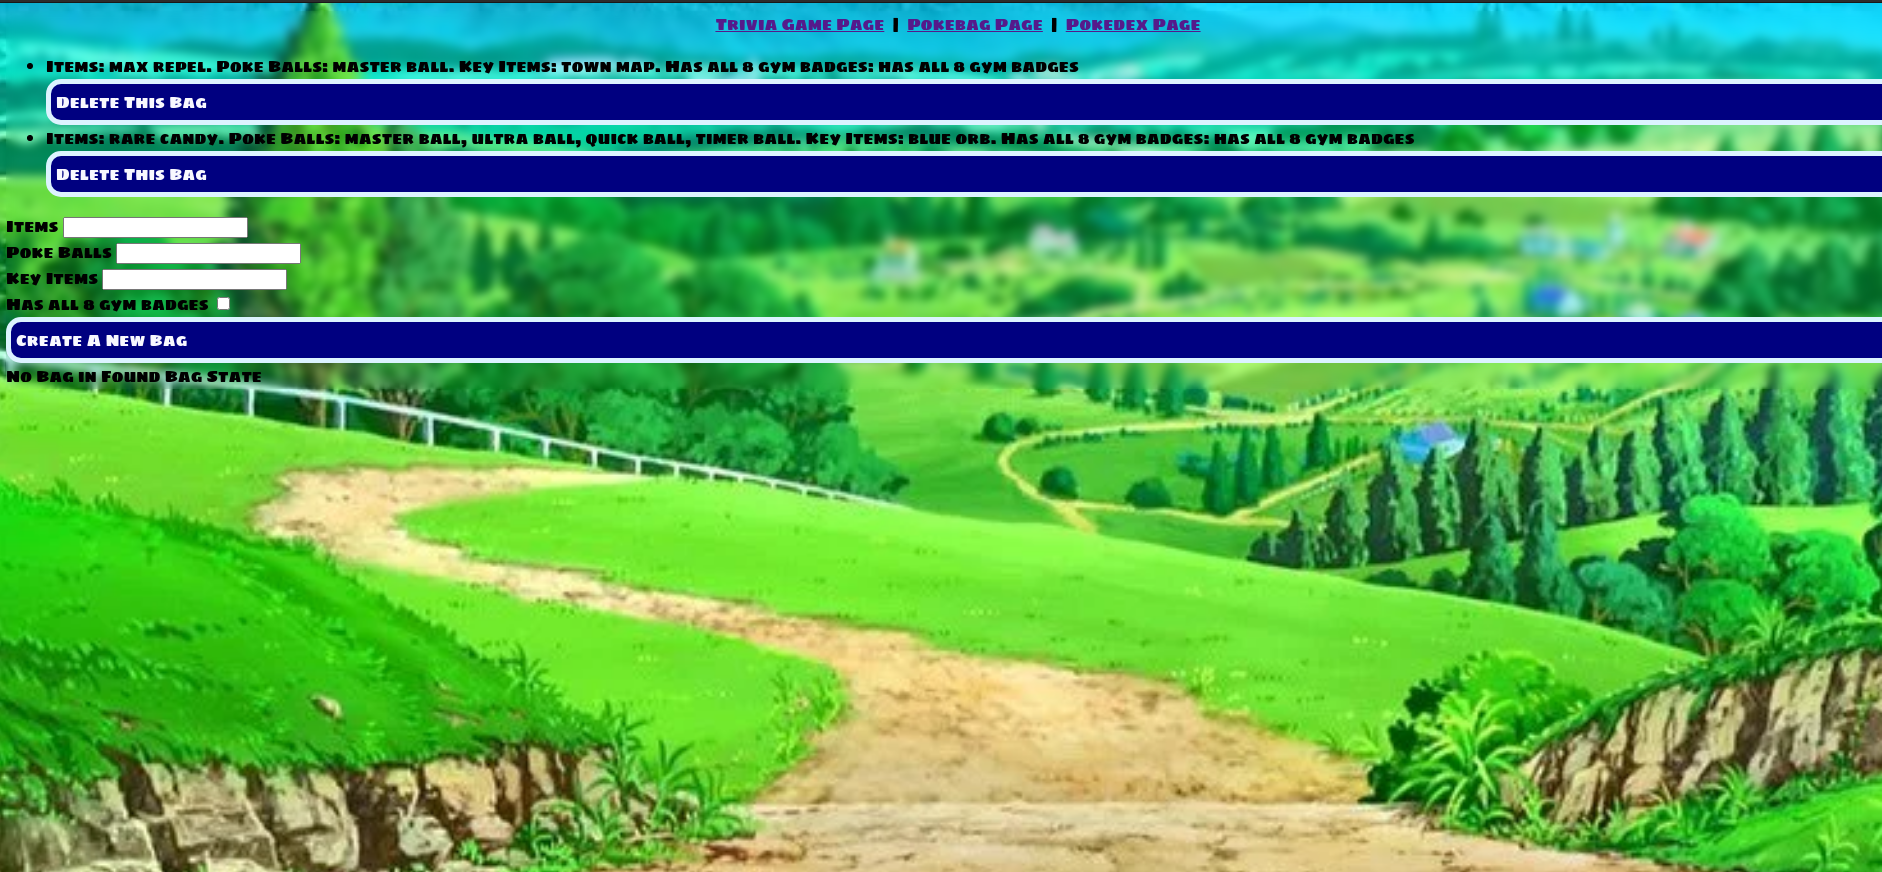 Trivia Game Page | Pokebag Page | Pokedex Page
Items: max repel. Poke Balls: master ball. Key Items: town map. Has all 8 gym badges: has all 8 gym badges
Delete This Bag
Items: rare candy. Poke Balls: master ball, ultra ball, quick ball, timer ball. Key Items: blue orb. Has all 8 gym badges: has all 8 gym badges
Delete This Bag
Items
Poke Balls
Key Items
Has all 8 gym badges
Create A New Bag
No Bag in Found Bag State